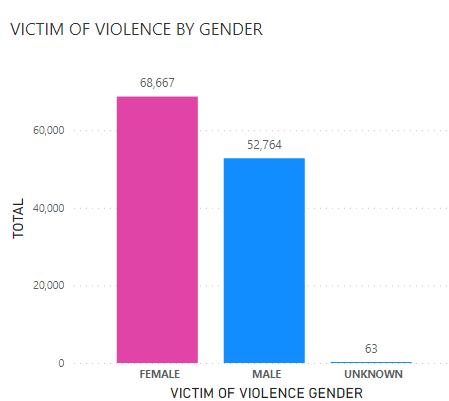 VICTIM OF VIOLENCE BY GENDER
68,667
60,000
52,764
40,000
TOTAL
20,000
63
0
FEMALE MALE UNKNOWN
VICTIM OF VIOLENCE GENDER